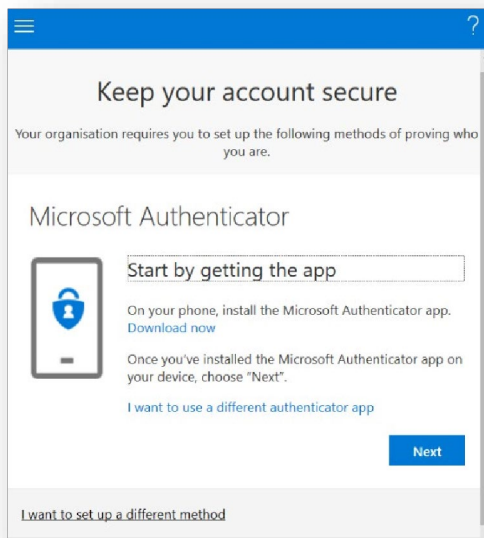 ?
Keep your account secure
Your organisation requires you to set up the following methods of proving who
you are.
Microsoft Authenticator
Start by getting the app
On your phone, install the Microsoft Authenticator app.
Download now
Once you've installed the Microsoft Authenticator app on
your device, choose "Next".
I want to use a different authenticator app
Next
I want to set up a different method